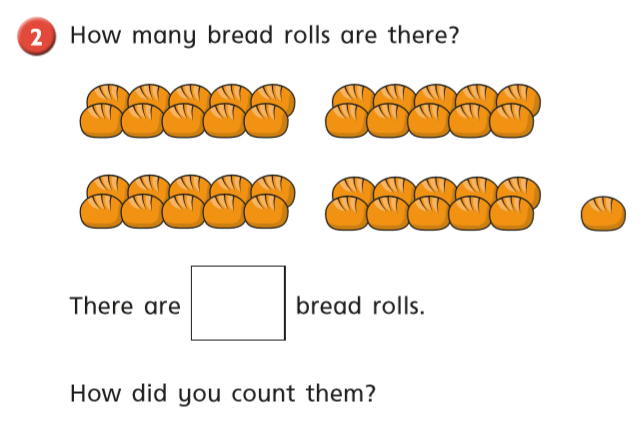 2 How many bread rolls are there?
There are bread rolls.
How did you count them?